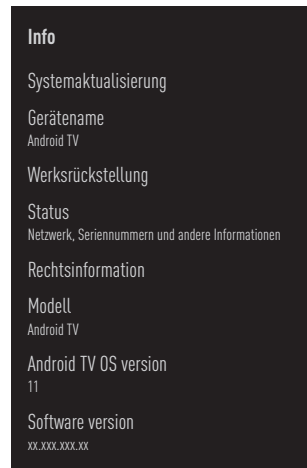 Info
Systemaktualisierung
Gerätename
Android TV
Werksrückstellung
Status
Netzwerk, Seriennummern und andere Informationen
Rechtsinformation
Modell
Android TV
Android TV OS version
11
Software version
xx.xxx.xxx.xx